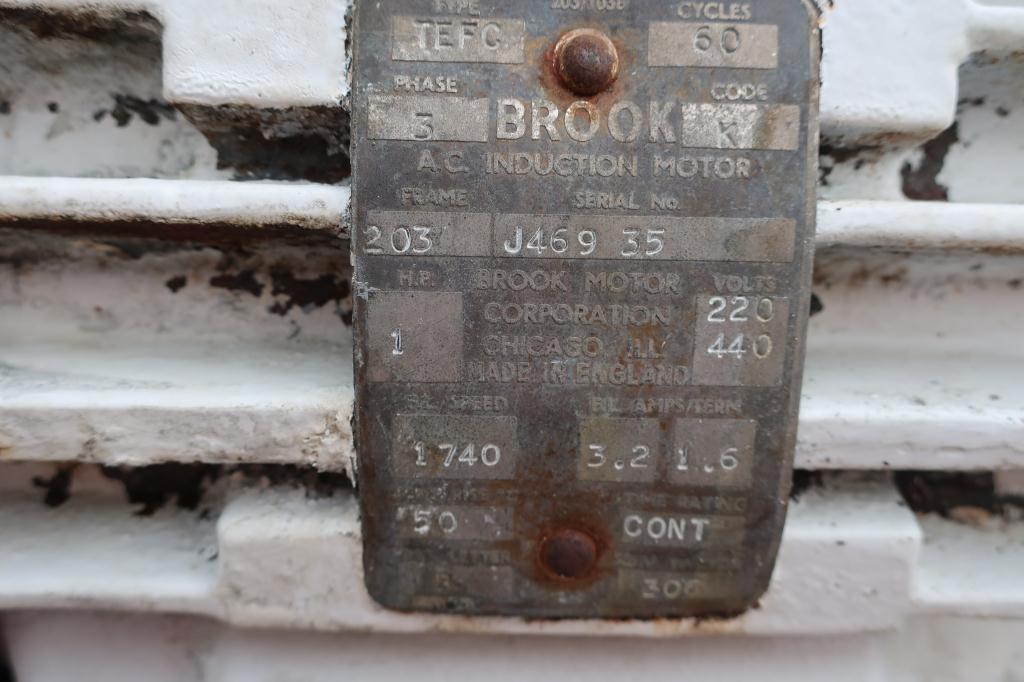 TYPE CYCLES
TEFC 60
PHASE CODE
3 BROOK K
A.C. INDUCTION MOTOR
FRAME SERIAL No.
203 J469 35
H.P. BROOK MOTOR VOLTS
CORPORATION 220
1 CHICAGO ILL. 440
MADE IN ENGLAND
F.L. SPEED F.L. AMPS/TERM
1740 3.2 1.6
RATING
50 CONT
LETTER